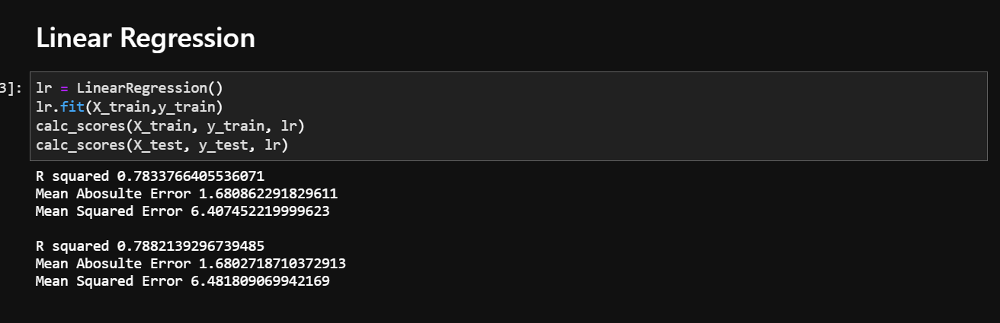 Linear Regression
3]:
lr = LinearRegression()
lr.fit(X_train,y_train)
calc_scores(X_train, y_train, lr)
calc_scores(X_test, y_test, lr)
R squared 0.7833766405536071
Mean Abosulte Error 1.680862291829611
Mean Squared Error 6.407452219999623
R squared 0.7882139296739485
Mean Abosulte Error 1.6802718710372913
Mean Squared Error 6.481809069942169